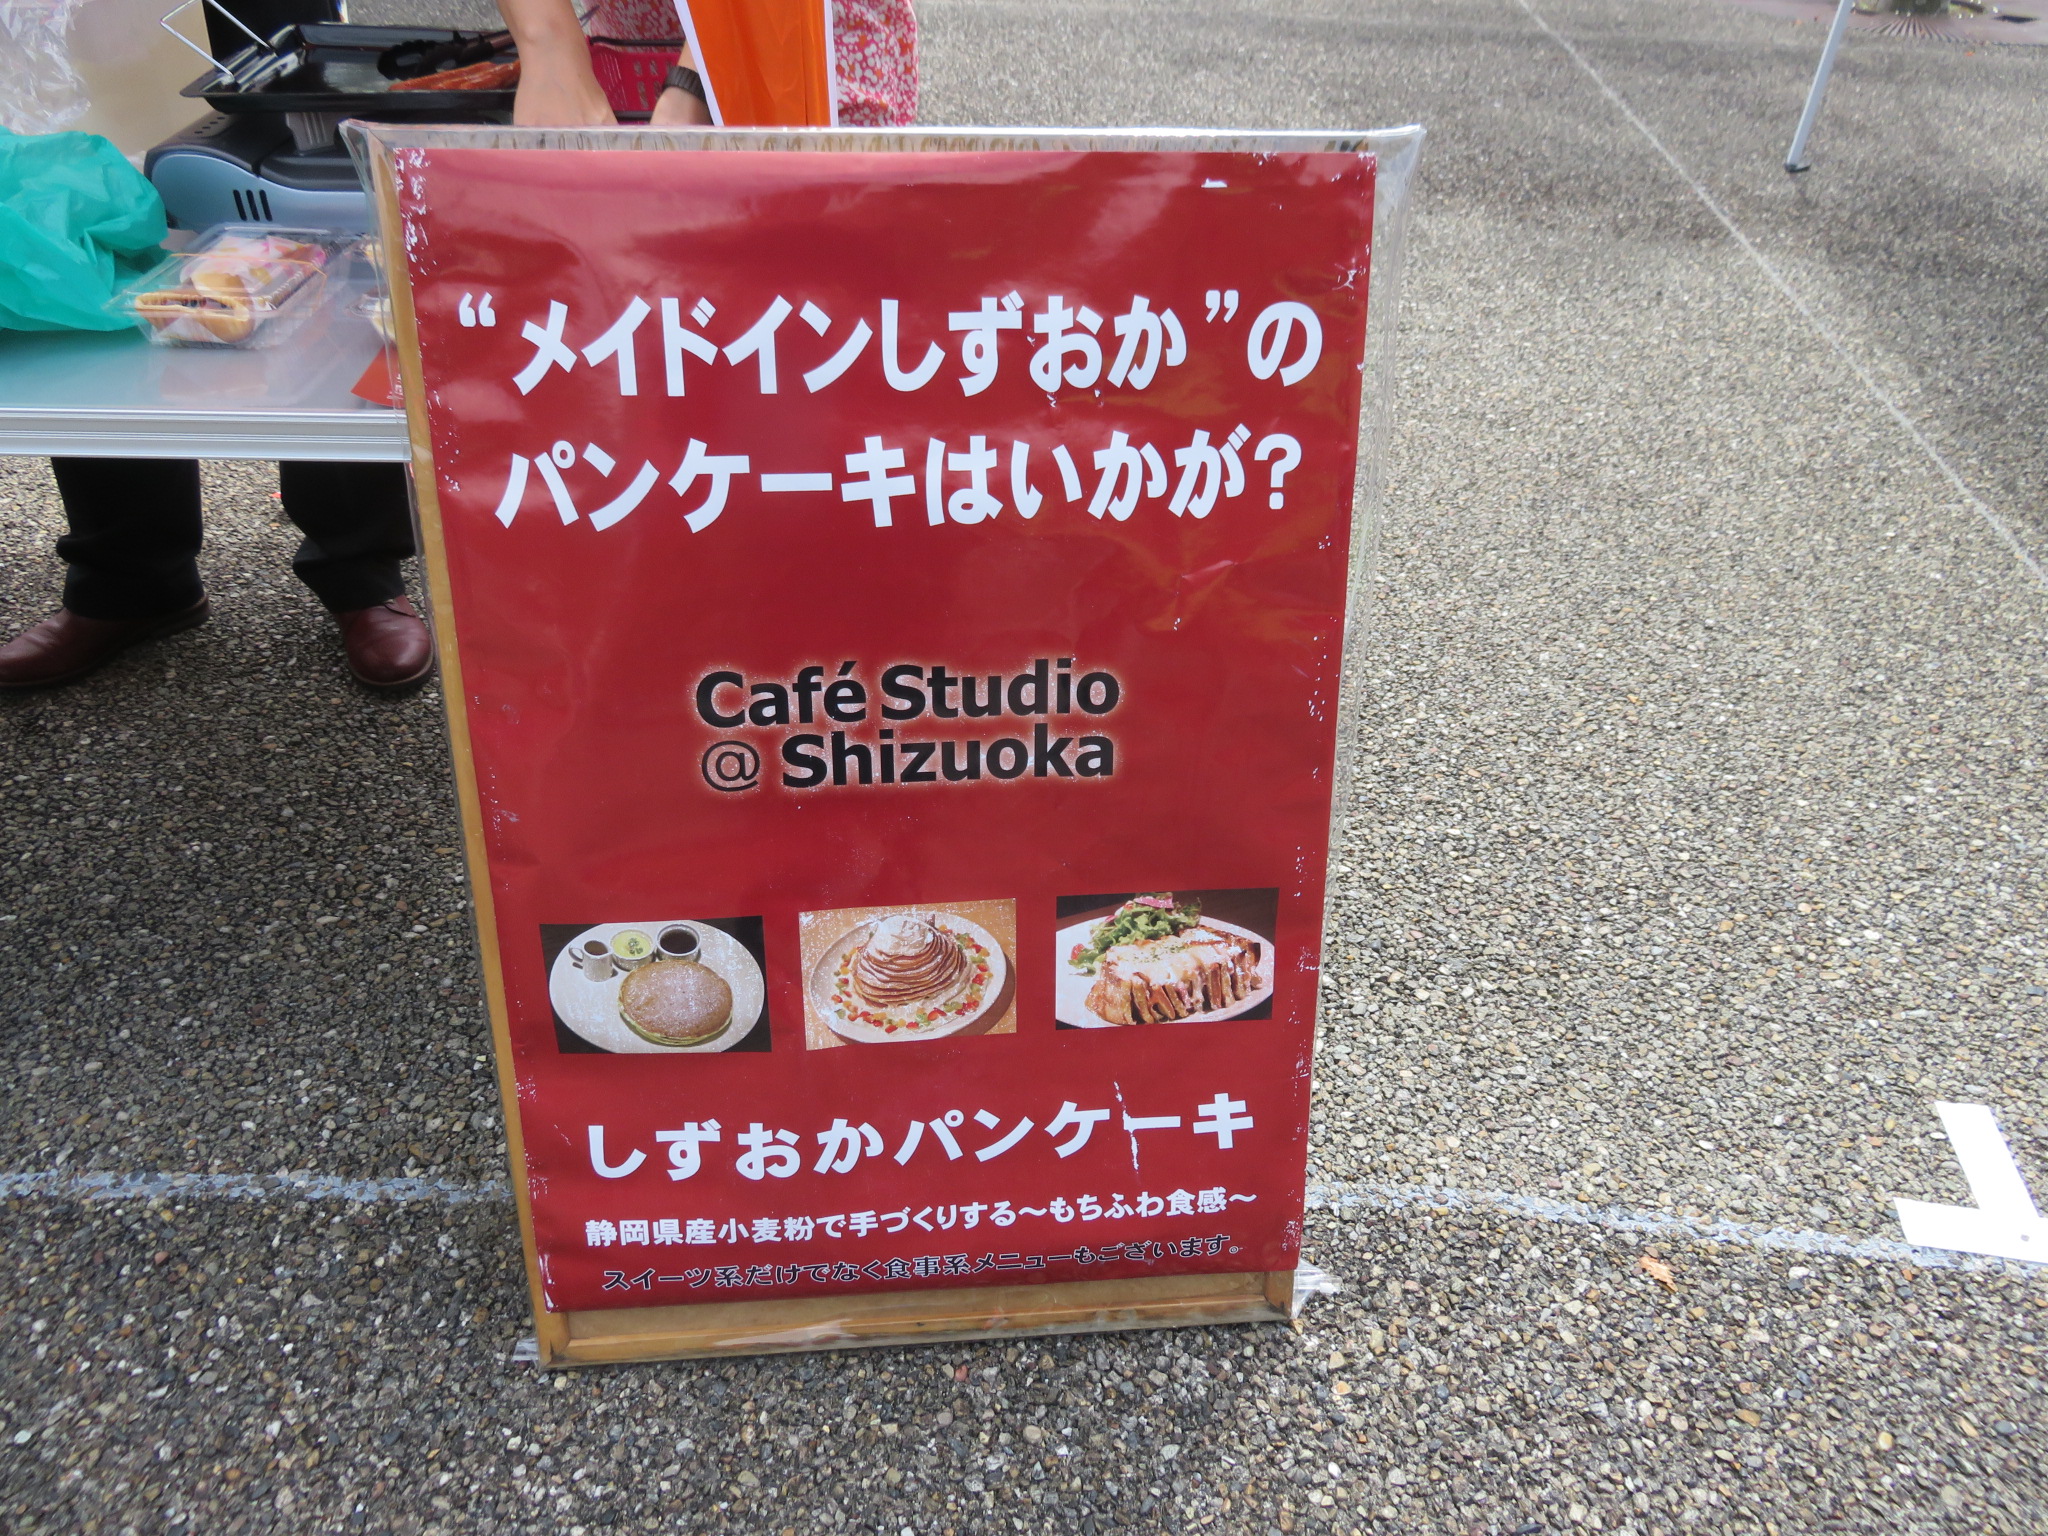 “メイドインしずおか”の
パンケーキはいかが?
Café Studio
@ Shizuoka
しずおかパンケーキ
静岡県産小麦粉で手づくりする～もちふわ食感～
スイーツ系だけでなく食事系メニューもございます。